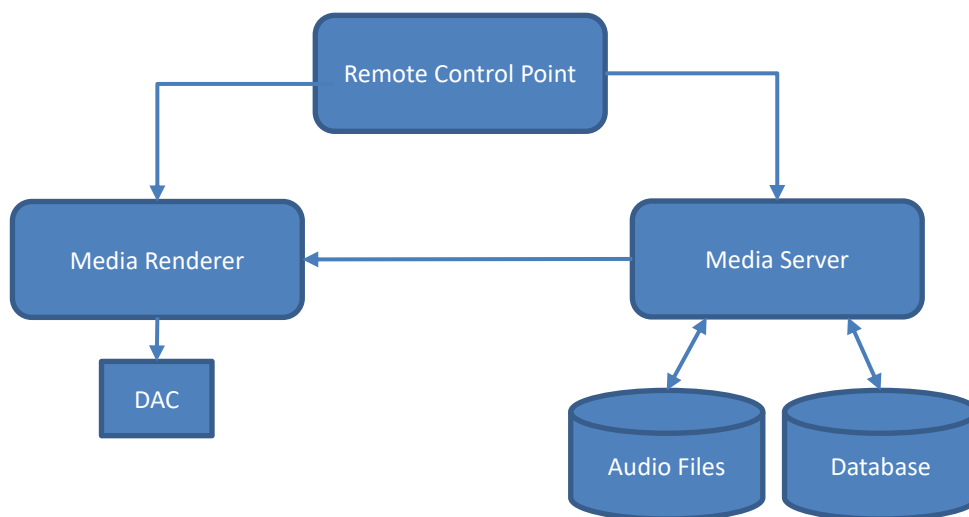 Remote Control Point
Media Renderer
Media Server
DAC
Audio Files
Database